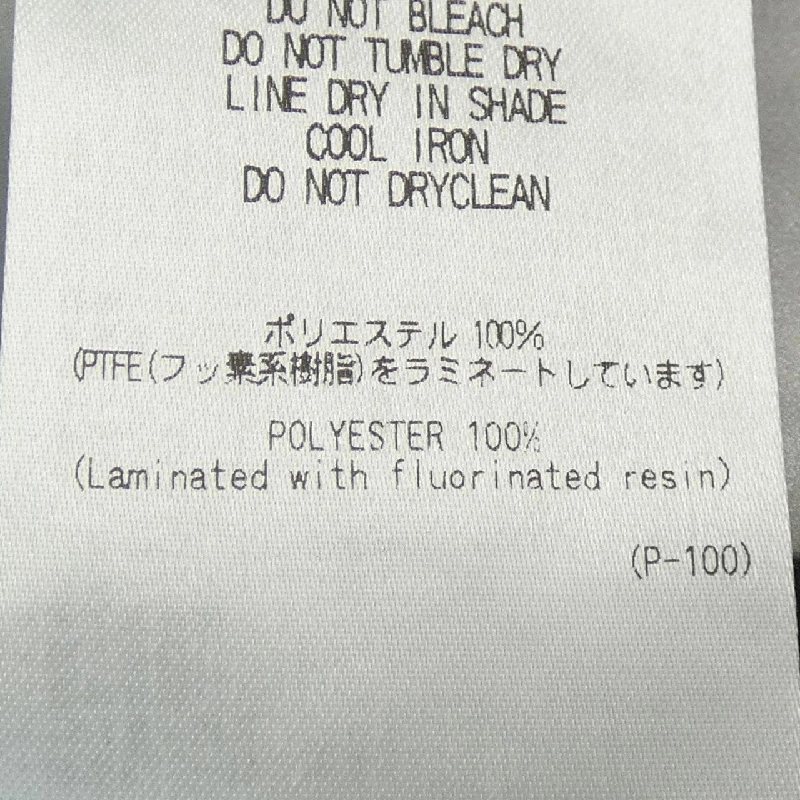 DO NOT BLEACH
DO NOT TUMBLE DRY
LINE DRY IN SHADE
COOL IRON
DO NOT DRYCLEAN
ポリエステル 100%
(PTFE(フッ素系樹脂)をラミネートしています)
POLYESTER 100%
(Laminated with fluorinated resin)
(P-100)